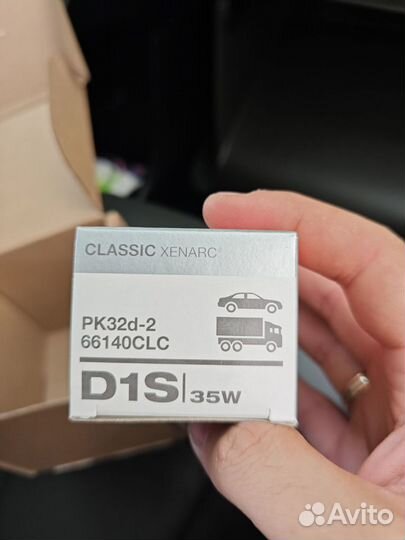 CLASSIC XENARC®
PK32d-2
66140CLC
D1S 35W
Avito